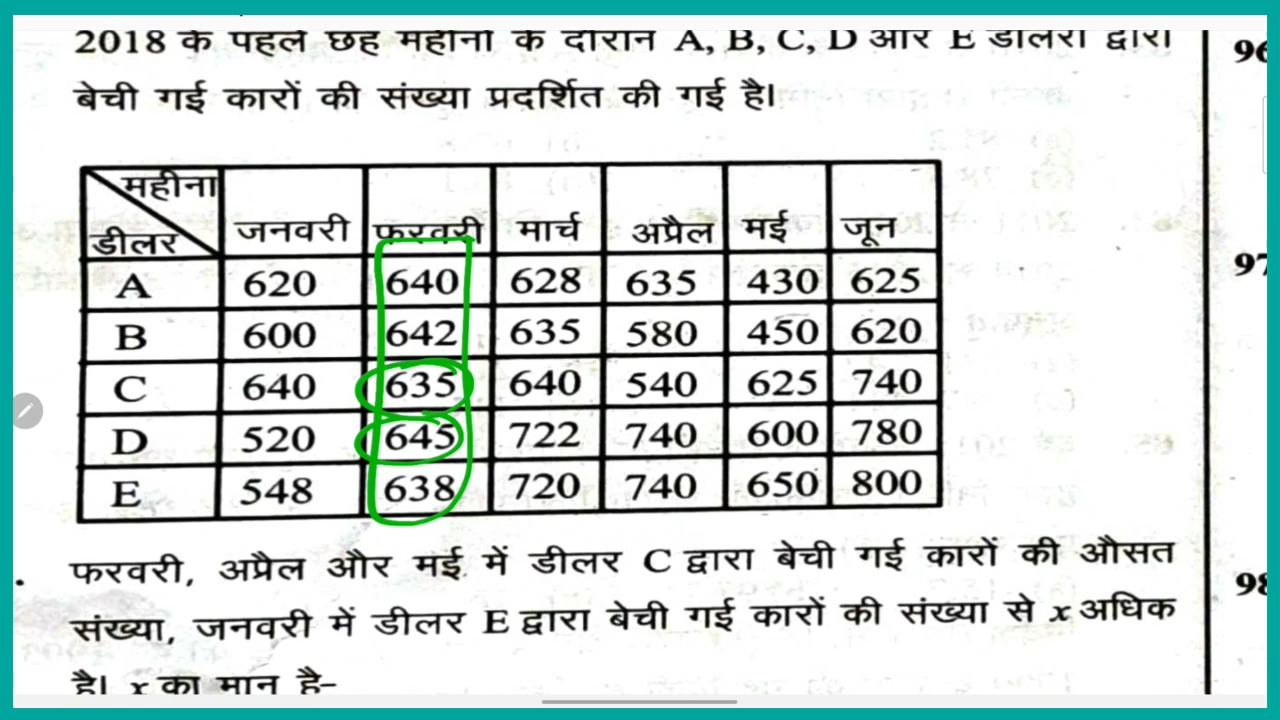 2018 के पहले छह महीनों के दौरान A, B, C, D और E डीलरों द्वारा
बेची गई कारों की संख्या प्रदर्शित की गई है।
महीना
डीलर जनवरी फरवरी मार्च अप्रैल मई जून
A 620 640 628 635 430 625
B 600 642 635 580 450 620
C 640 635 640 540 625 740
D 520 645 722 740 600 780
E 548 638 720 740 650 800
फरवरी, अप्रैल और मई में डीलर C द्वारा बेची गई कारों की औसत
संख्या, जनवरी में डीलर E द्वारा बेची गई कारों की संख्या से x अधिक
है। x का मान है-
97
98